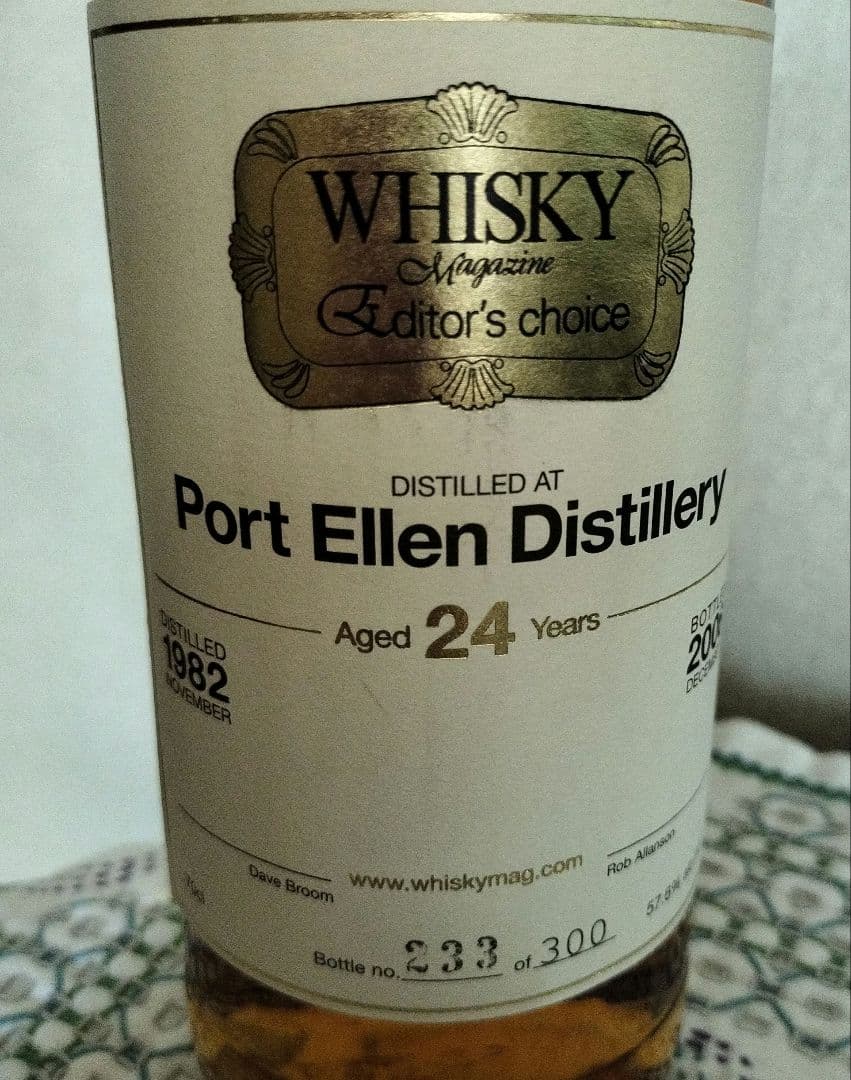 WHISKY
Magazine
Editor's choice
DISTILLED AT
Port Ellen Distillery
Aged 24 Years
DISTILLED
1982
NOVEMBER
70cl
Dave Broom
www.whiskymag.com
Rob Allanson
Bottle no. 233 of 300